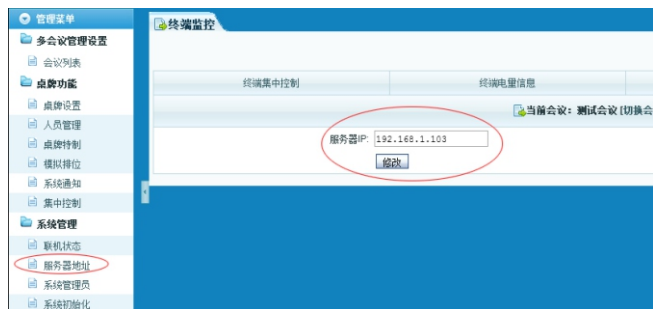 管理菜单
多会议管理设置
会议列表
桌牌功能
桌牌设置
人员管理
桌牌特制
模拟排位
系统通知
集中控制
系统管理
联机状态
服务器地址
系统管理员
系统初始化
终端监控
终端集中控制
终端电量信息
当前会议：测试会议 [切换会
服务器IP: 192.168.1.103
修改